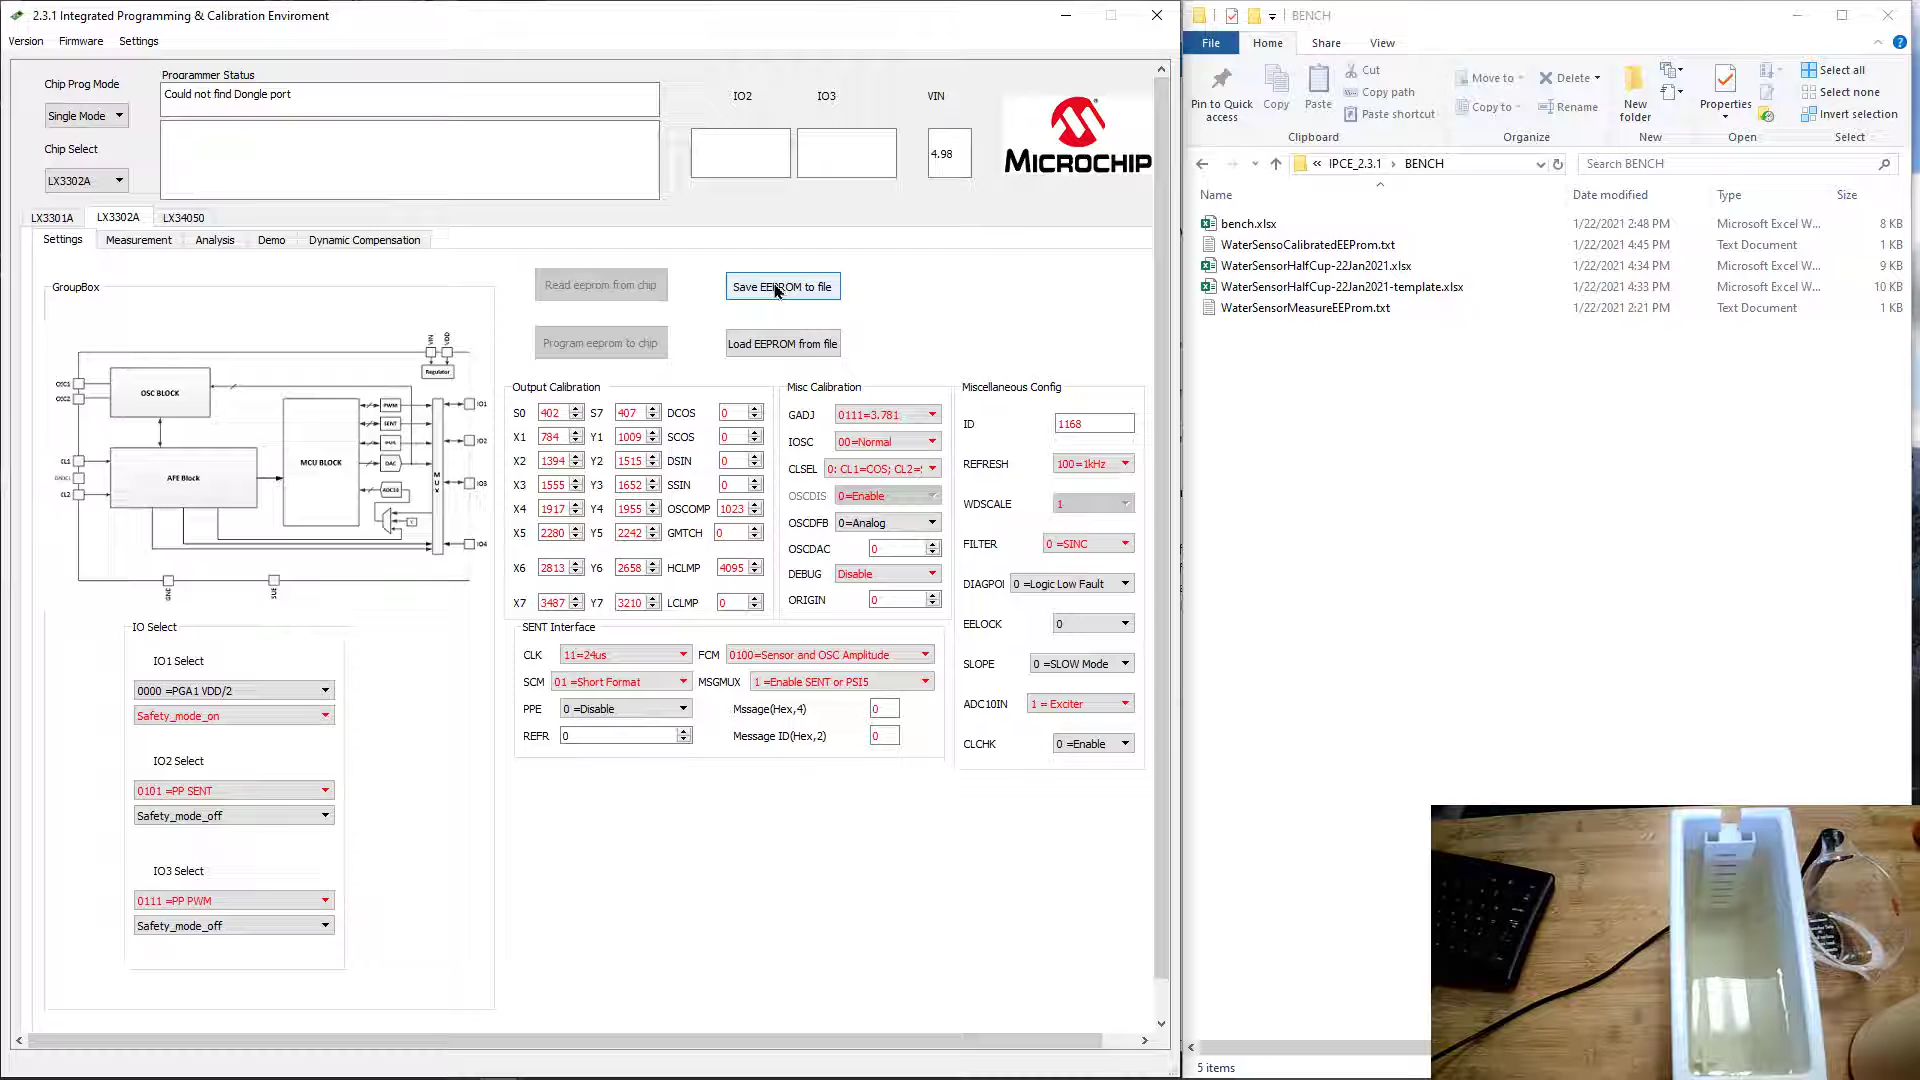 2.3.1 Integrated Programming & Calibration Enviroment
Version Firmware Settings
Chip Prog Mode
Single Mode
Chip Select
LX3302A
Programmer Status
Could not find Dongle port
IO2 IO3 VIN
4.98
MICROCHIP
LX3301A LX3302A LX34050
Settings Measurement Analysis Demo Dynamic Compensation
GroupBox
Read eeprom from chip
Save EEPROM to file
Program eeprom to chip
Load EEPROM from file
VIN VDD
Regulator
OSC1
OSC2
OSC BLOCK
MCU BLOCK
AFE Block
CL1
CL2
PWM
SENT
DAC
ADC10
MUX
IO1
IO2
IO3
IO4
GND
Output Calibration
S0 402 S7 407 DCOS 0
X1 784 Y1 1009 SCOS 0
X2 1394 Y2 1515 DSIN 0
X3 1555 Y3 1652 SSIN 0
X4 1917 Y4 1955 OSCOMP 1023
X5 2280 Y5 2242 GMTCH 0
X6 2813 Y6 2658 HCLMP 4095
X7 3487 Y7 3210 LCLMP 0
Misc Calibration
GADJ 0111=3.781
IOSC 00=Normal
CLSEL 0: CL1=COS; CL2=
OSCDIS 0=Enable
OSCDFB 0=Analog
OSCDAC 0
DEBUG Disable
ORIGIN 0
Miscellaneous Config
ID 1168
REFRESH 100=1kHz
WDSCALE 1
FILTER 0 =SINC
DIAGPOI 0 =Logic Low Fault
EELOCK 0
SLOPE 0 =SLOW Mode
ADC10IN 1 = Exciter
CLCHK 0 =Enable
SENT Interface
CLK 11=24us FCM 0100=Sensor and OSC Amplitude
SCM 01 =Short Format MSGMUX 1 =Enable SENT or PSI5
PPE 0 =Disable Mssage(Hex,4) 0
REFR 0 Message ID(Hex,2) 0
IO Select
IO1 Select
0000 =PGA1 VDD/2
Safety_mode_on
IO2 Select
0101 =PP SENT
Safety_mode_off
IO3 Select
0111 =PP PWM
Safety_mode_off
BENCH
File Home Share View
Pin to Quick access
Copy
Paste
Cut
Copy path
Paste shortcut
Clipboard
Move to
Copy to
Delete
Rename
Organize
New folder
New
Properties
Open
Select all
Select none
Invert selection
Select
« IPCE_2.3.1 › BENCH
Search BENCH
Name Date modified Type Size
bench.xlsx 1/22/2021 2:48 PM Microsoft Excel W... 8 KB
WaterSensoCalibratedEEProm.txt 1/22/2021 4:45 PM Text Document 1 KB
WaterSensorHalfCup-22Jan2021.xlsx 1/22/2021 4:34 PM Microsoft Excel W... 9 KB
WaterSensorHalfCup-22Jan2021-template.xlsx 1/22/2021 4:33 PM Microsoft Excel W... 10 KB
WaterSensorMeasureEEProm.txt 1/22/2021 2:21 PM Text Document 1 KB
5 items